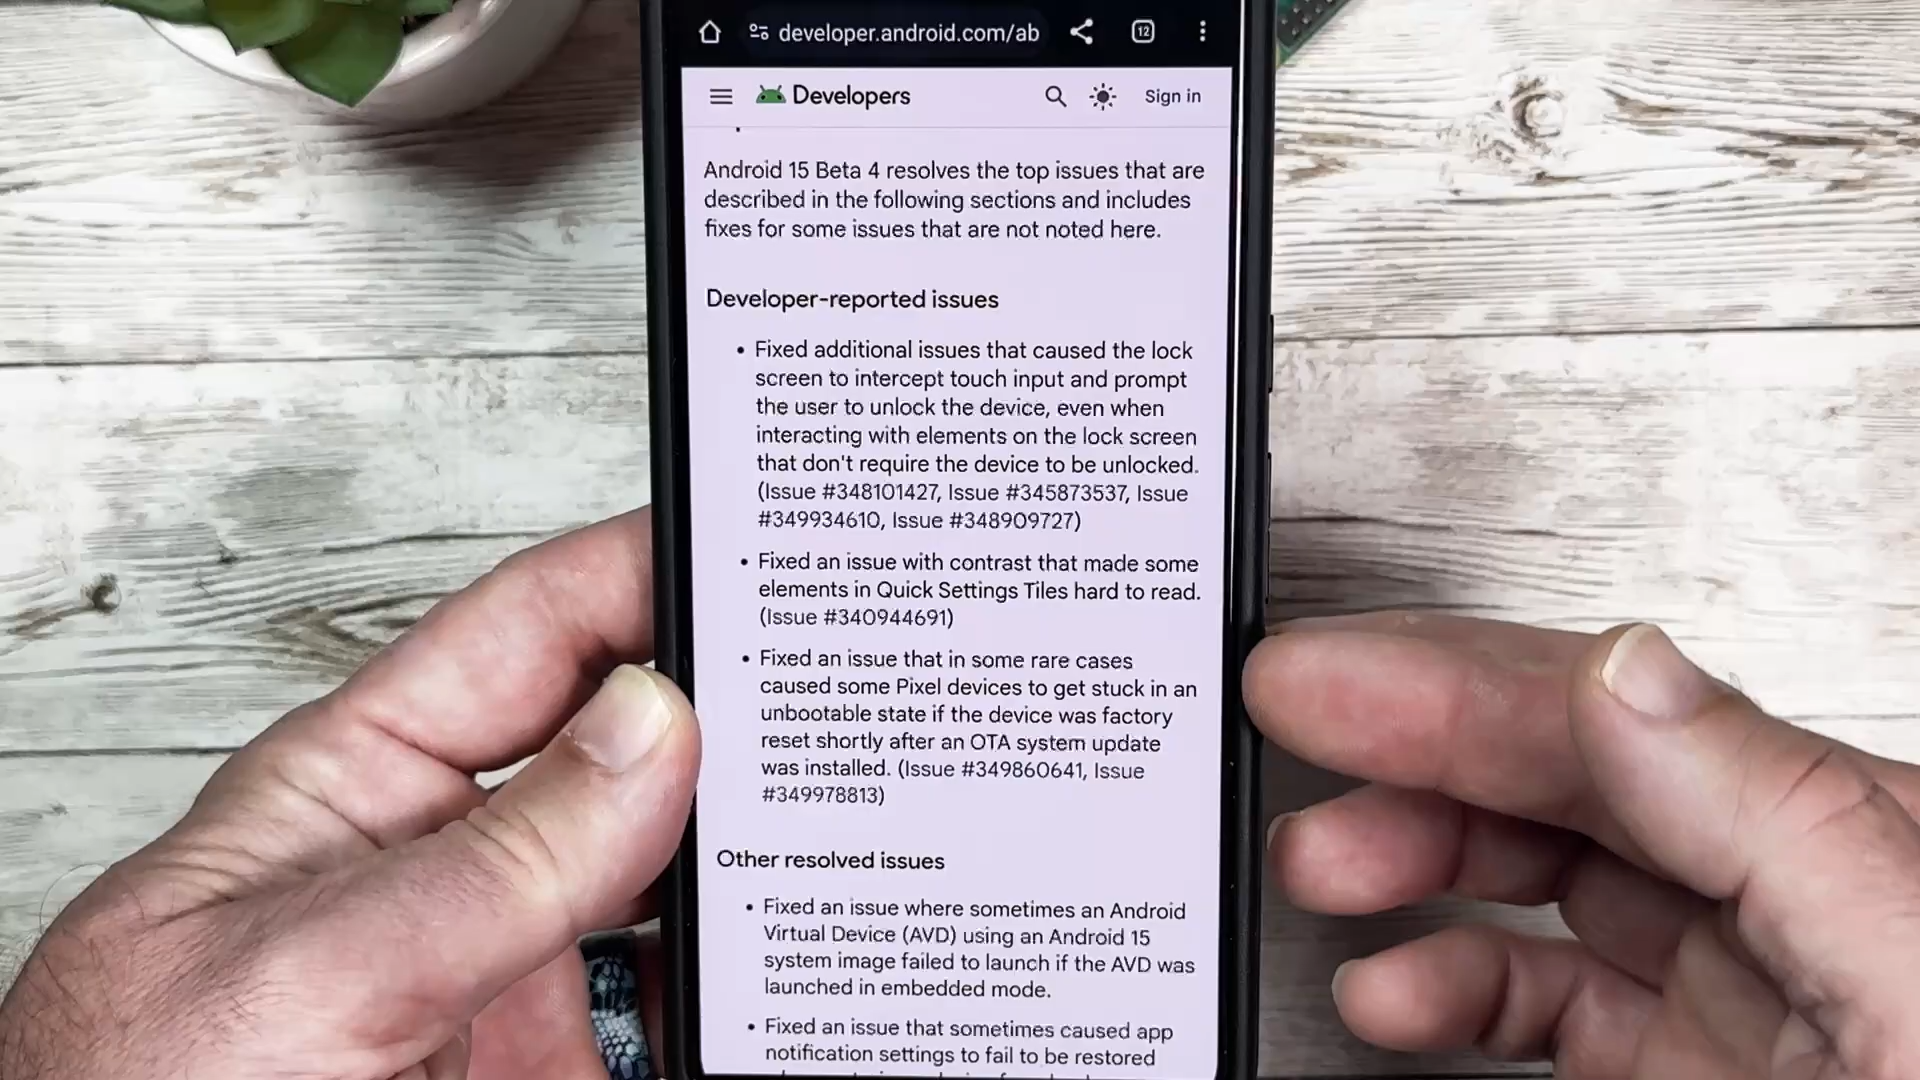 developer.android.com/ab
12
Developers
Sign in
Android 15 Beta 4 resolves the top issues that are
described in the following sections and includes
fixes for some issues that are not noted here.
Developer-reported issues
• Fixed additional issues that caused the lock
screen to intercept touch input and prompt
the user to unlock the device, even when
interacting with elements on the lock screen
that don't require the device to be unlocked.
(Issue #348101427, Issue #345873537, Issue
#349934610, Issue #348909727)
• Fixed an issue with contrast that made some
elements in Quick Settings Tiles hard to read.
(Issue #340944691)
• Fixed an issue that in some rare cases
caused some Pixel devices to get stuck in an
unbootable state if the device was factory
reset shortly after an OTA system update
was installed. (Issue #349860641, Issue
#349978813)
Other resolved issues
• Fixed an issue where sometimes an Android
Virtual Device (AVD) using an Android 15
system image failed to launch if the AVD was
launched in embedded mode.
• Fixed an issue that sometimes caused app
notification settings to fail to be restored